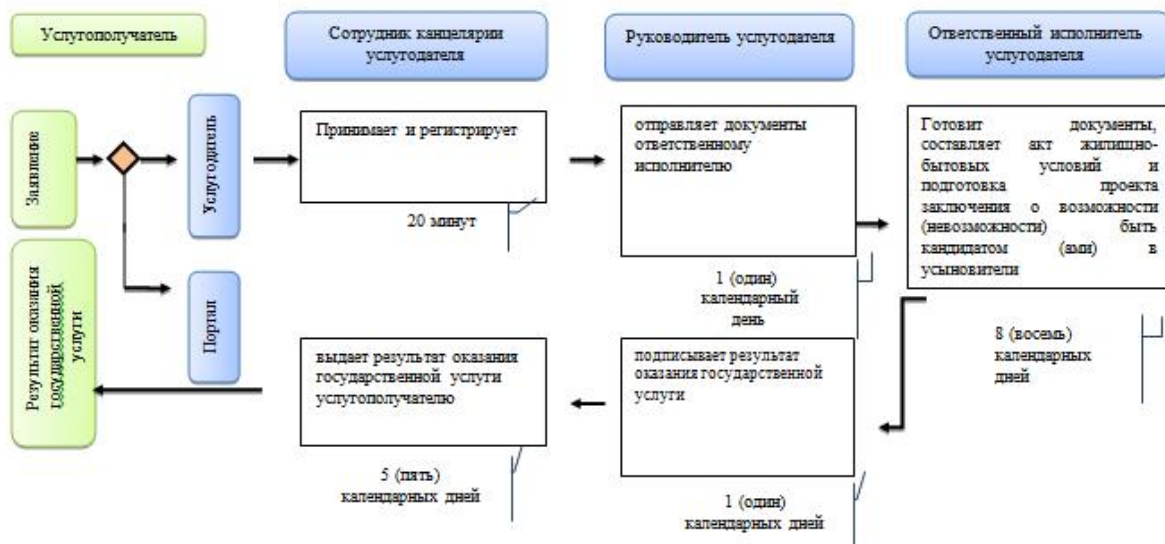 Услугополучатель
Сотрудник канцелярии
услугодателя
Руководитель услугодателя
Ответственный исполнитель
услугодателя
Заявление
Услугодатель
Портал
Результат оказания
государственной
услуги
Принимает и регистрирует
20 минут
отправляет документы
ответственному
исполнителю
1 (один)
календарный
день
Готовит документы,
составляет акт жилищно-
бытовых условий и
подготовка проекта
заключения о возможности
(невозможности) быть
кандидатом (ами) в
усыновители
8 (восемь)
календарных
дней
подписывает результат
оказания государственной
услуги
1 (один)
календарных дней
выдает результат оказания
государственной услуги
услугополучателю
5 (пять)
календарных дней